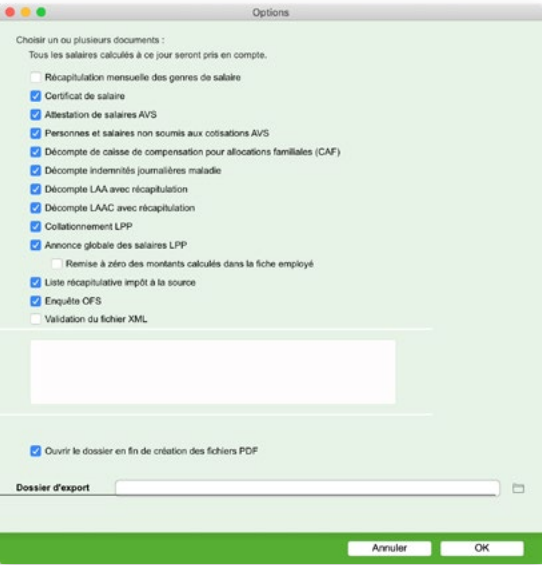 Options
Choisir un ou plusieurs documents :
Tous les salaires calculés à ce jour seront pris en compte.
Récapitulation mensuelle des genres de salaire
Certificat de salaire
Attestation de salaires AVS
Personnes et salaires non soumis aux cotisations AVS
Décompte de caisse de compensation pour allocations familiales (CAF)
Décompte indemnités journalières maladie
Décompte LAA avec récapitulation
Décompte LAAC avec récapitulation
Collationnement LPP
Annonce globale des salaires LPP
Remise à zéro des montants calculés dans la fiche employé
Liste récapitulative impôt à la source
Enquête OFS
Validation du fichier XML
Ouvrir le dossier en fin de création des fichiers PDF
Dossier d'export
Annuler
OK